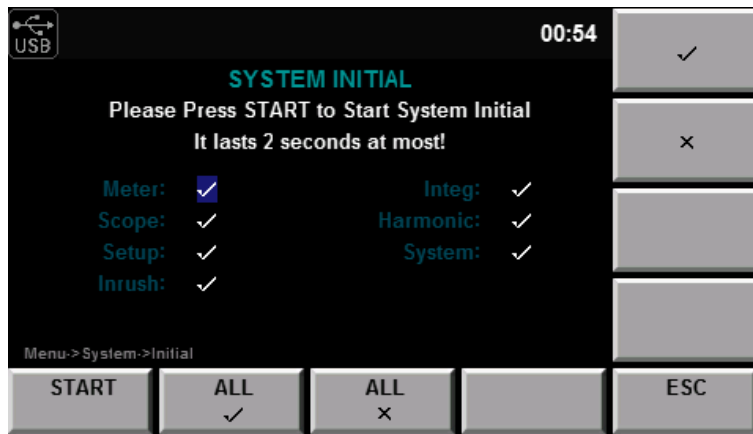 USB
00:54
SYSTEM INITIAL
Please Press START to Start System Initial
It lasts 2 seconds at most!
Meter: ✓ Integ: ✓
Scope: ✓ Harmonic: ✓
Setup: ✓ System: ✓
Inrush: ✓
Menu->System->Initial
✓
×
START
ALL ✓
ALL ×
ESC